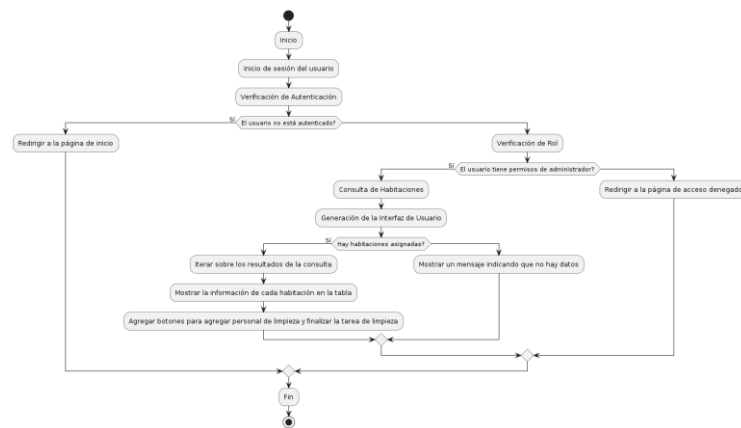 Inicio
Inicio de sesión del usuario
Verificación de Autenticación
Sí
El usuario no está autenticado?
Redirigir a la página de inicio
Verificación de Rol
Sí
El usuario tiene permisos de administrador?
Consulta de Habitaciones
Redirigir a la página de acceso denegado
Generación de la Interfaz de Usuario
Sí
Hay habitaciones asignadas?
Iterar sobre los resultados de la consulta
Mostrar un mensaje indicando que no hay datos
Mostrar la información de cada habitación en la tabla
Agregar botones para agregar personal de limpieza y finalizar la tarea de limpieza
Fin